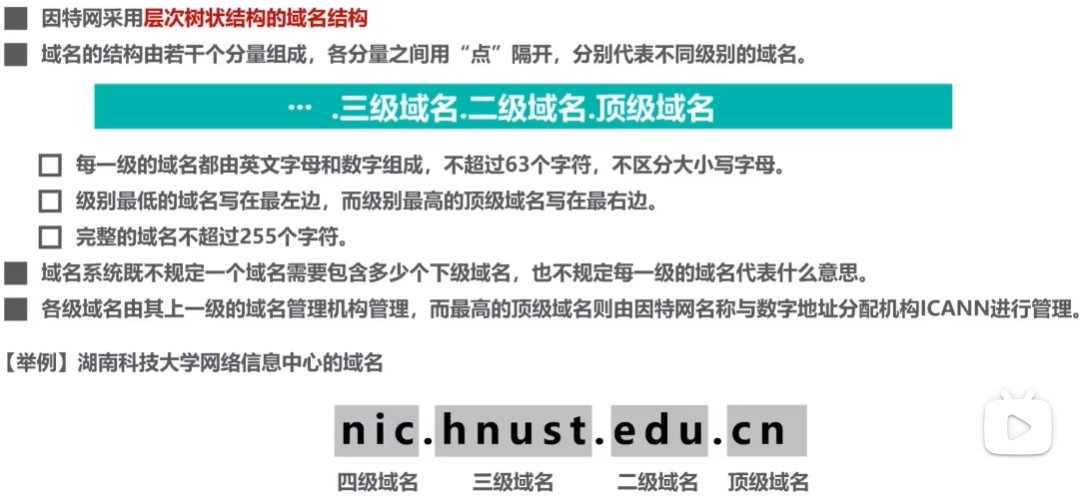 因特网采用层次树状结构的域名结构
域名的结构由若干个分量组成，各分量之间用“点”隔开，分别代表不同级别的域名。
… .三级域名.二级域名.顶级域名
每一级的域名都由英文字母和数字组成，不超过63个字符，不区分大小写字母。
级别最低的域名写在最左边，而级别最高的顶级域名写在最右边。
完整的域名不超过255个字符。
域名系统既不规定一个域名需要包含多少个下级域名，也不规定每一级的域名代表什么意思。
各级域名由其上一级的域名管理机构管理，而最高的顶级域名则由因特网名称与数字地址分配机构ICANN进行管理。
【举例】湖南科技大学网络信息中心的域名
nic.hnust.edu.cn
四级域名 三级域名 二级域名 顶级域名